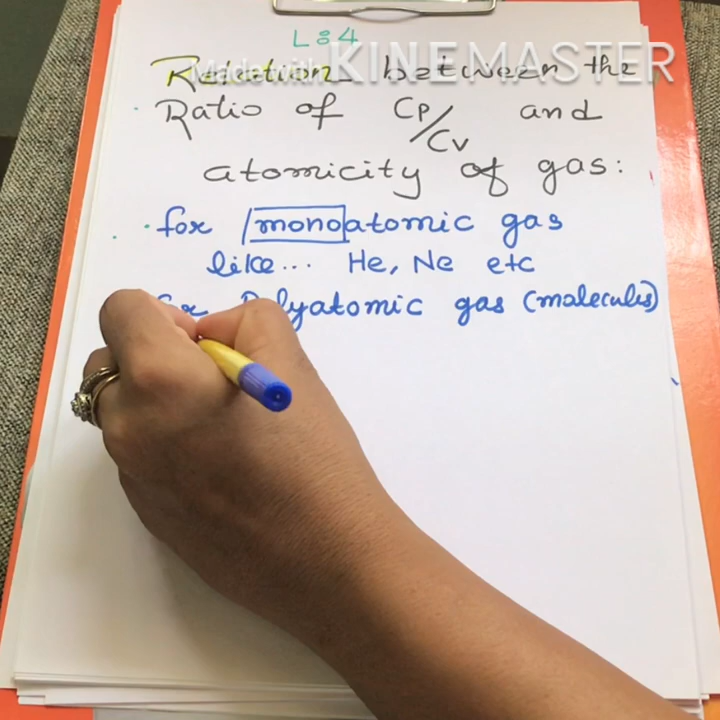 L:4
Made with KINEMASTER
Relation between the
Ratio of Cp/Cv and
atomicity of gas:
for monoatomic gas
like... He, Ne etc
Polyatomic gas (molecules)